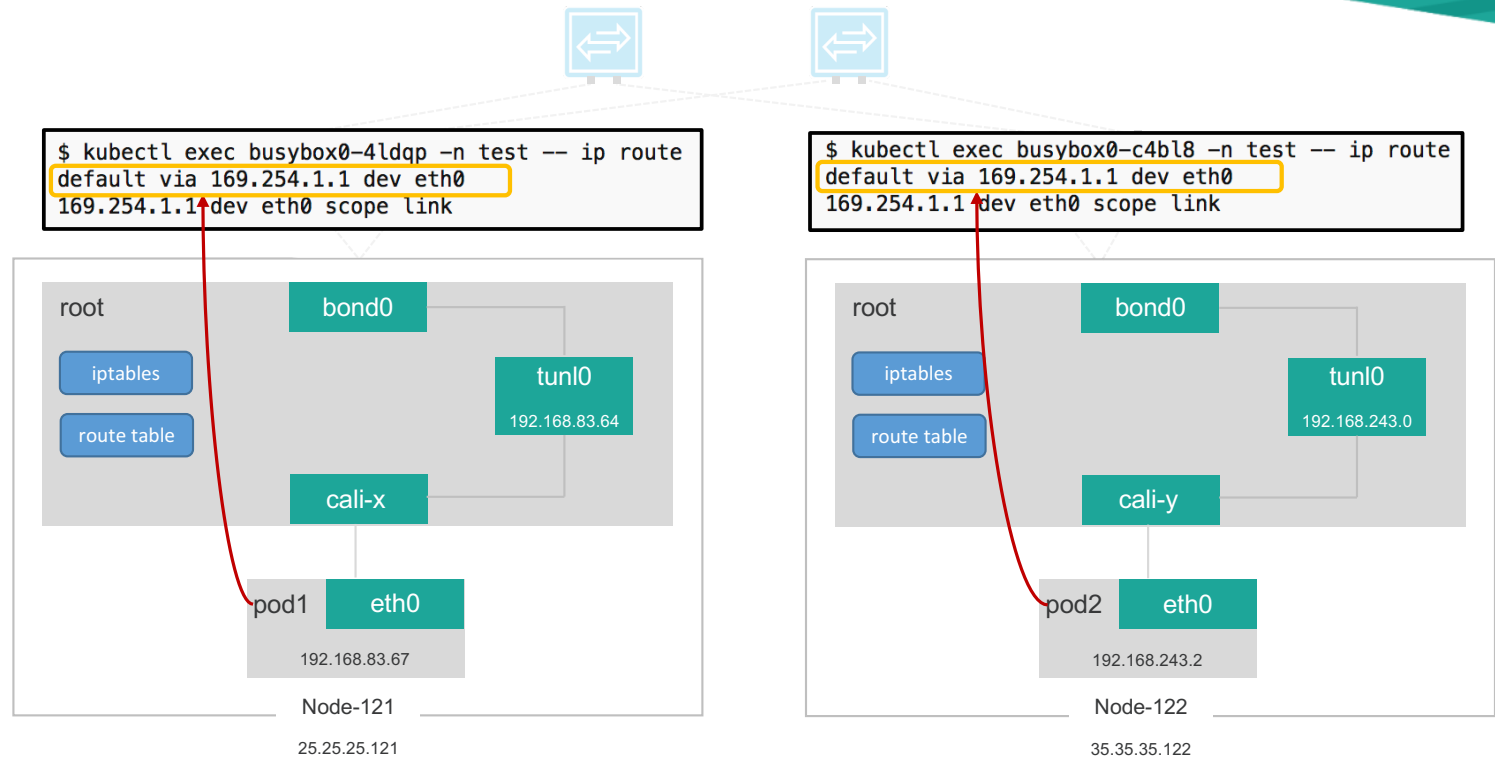 $ kubectl exec busybox0-4ldqp -n test -- ip route
default via 169.254.1.1 dev eth0
169.254.1.1 dev eth0 scope link
$ kubectl exec busybox0-c4bl8 -n test -- ip route
default via 169.254.1.1 dev eth0
169.254.1.1 dev eth0 scope link
root
bond0
iptables
tunl0
192.168.83.64
route table
cali-x
pod1
eth0
192.168.83.67
Node-121
25.25.25.121
root
bond0
iptables
tunl0
192.168.243.0
route table
cali-y
pod2
eth0
192.168.243.2
Node-122
35.35.35.122